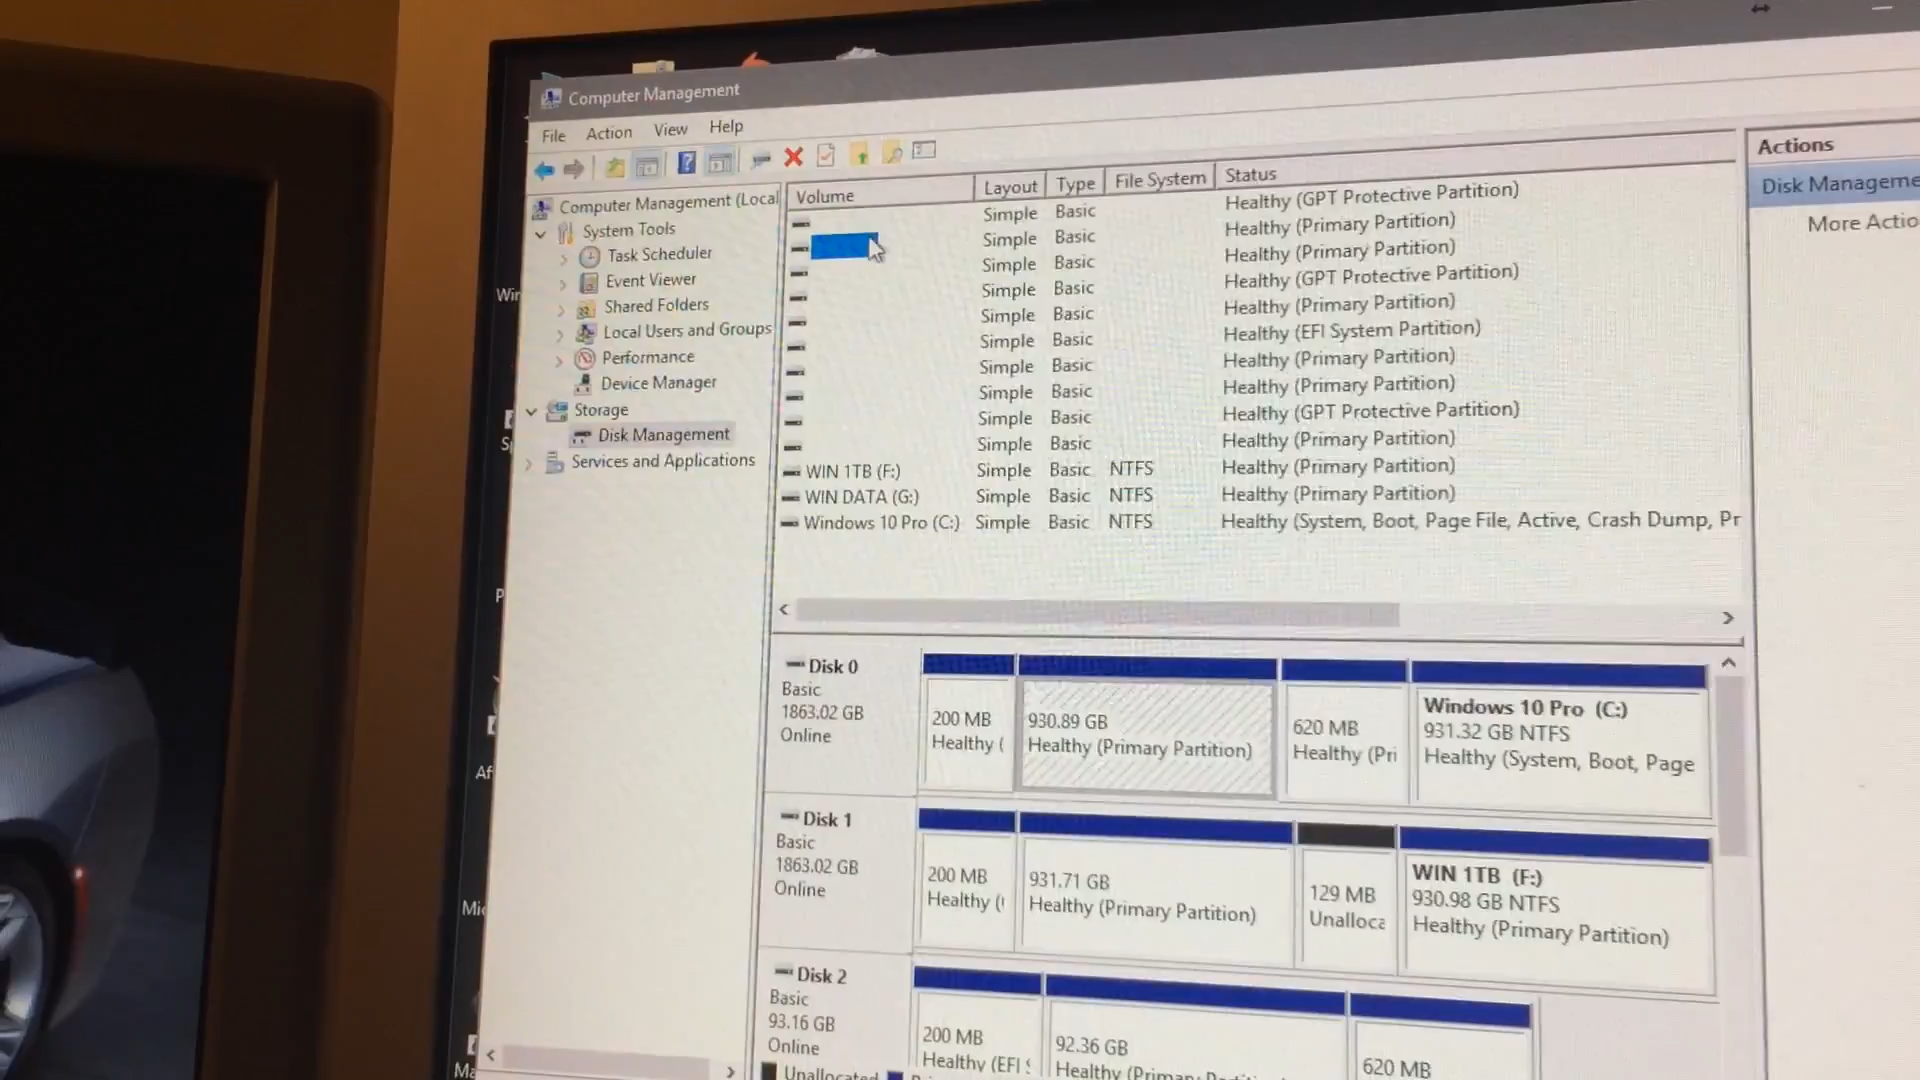 Computer Management
File Action View Help
Computer Management (Local
System Tools
Task Scheduler
Event Viewer
Shared Folders
Local Users and Groups
Performance
Device Manager
Storage
Disk Management
Services and Applications
Volume Layout Type File System Status
Simple Basic Healthy (GPT Protective Partition)
Simple Basic Healthy (Primary Partition)
Simple Basic Healthy (Primary Partition)
Simple Basic Healthy (GPT Protective Partition)
Simple Basic Healthy (Primary Partition)
Simple Basic Healthy (EFI System Partition)
Simple Basic Healthy (Primary Partition)
Simple Basic Healthy (Primary Partition)
Simple Basic Healthy (GPT Protective Partition)
Simple Basic Healthy (Primary Partition)
WIN 1TB (F:) Simple Basic NTFS Healthy (Primary Partition)
WIN DATA (G:) Simple Basic NTFS Healthy (Primary Partition)
Windows 10 Pro (C:) Simple Basic NTFS Healthy (System, Boot, Page File, Active, Crash Dump, Pr
Actions
Disk Manageme
More Actio
Disk 0
Basic
1863.02 GB
Online
200 MB
Healthy (
930.89 GB
Healthy (Primary Partition)
620 MB
Healthy (Pri
Windows 10 Pro (C:)
931.32 GB NTFS
Healthy (System, Boot, Page
Disk 1
Basic
1863.02 GB
Online
200 MB
Healthy (
931.71 GB
Healthy (Primary Partition)
129 MB
Unalloca
WIN 1TB (F:)
930.98 GB NTFS
Healthy (Primary Partition)
Disk 2
Basic
93.16 GB
Online
200 MB
Healthy (EFI S
92.36 GB
620 MB
Unallocated